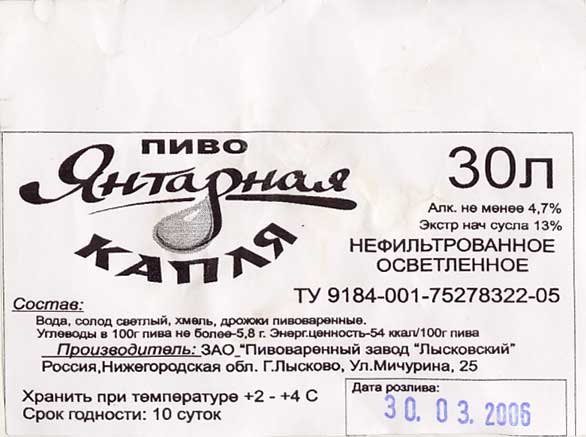 ПИВО
Янтарная
КАПЛЯ
30л
Алк. не менее 4,7%
Экстр нач сусла 13%
НЕФИЛЬТРОВАННОЕ
ОСВЕТЛЕННОЕ
ТУ 9184-001-75278322-05
Состав:
Вода, солод светлый, хмель, дрожжи пивоваренные.
Углеводы в 100г пива не более-5,8 г. Энерг.ценность-54 ккал/100г пива
Производитель: ЗАО "Пивоваренный завод "Лысковский"
Россия,Нижегородская обл. Г.Лысково, Ул.Мичурина, 25
Хранить при температуре +2 - +4 С
Срок годности: 10 суток
Дата розлива:
30. 03. 2006